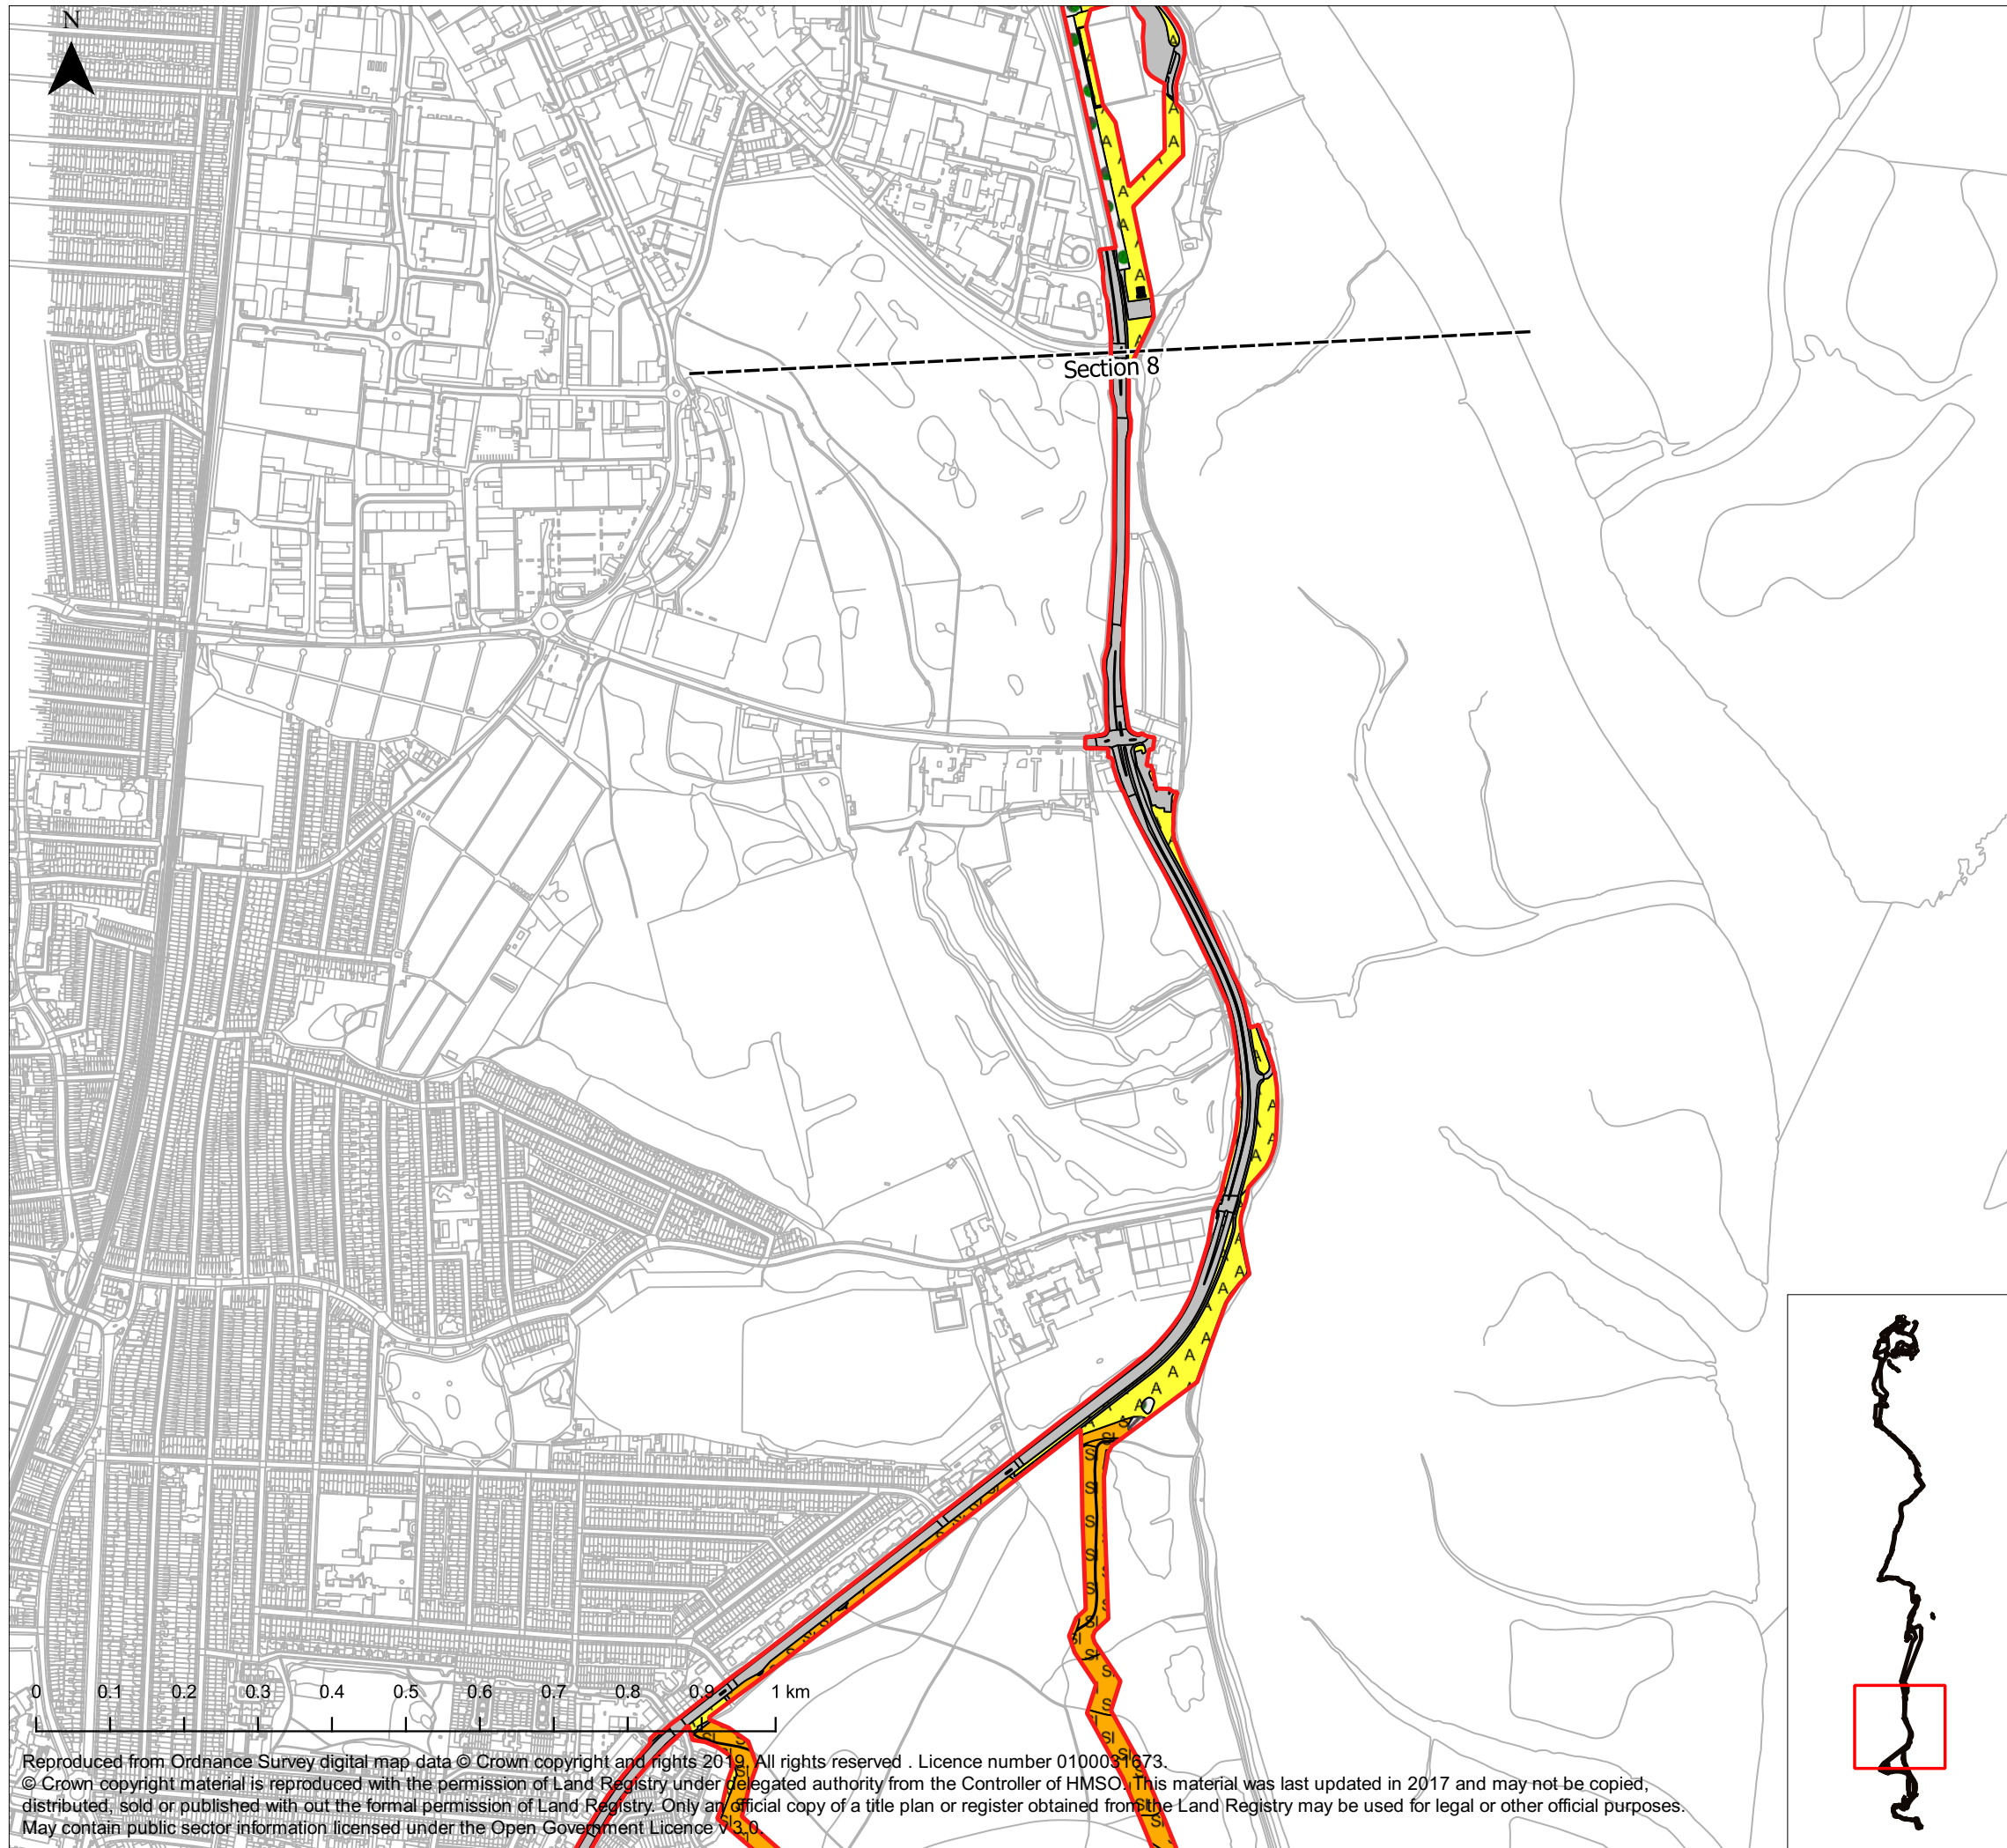 N
Section 8
0 0.1 0.2 0.3 0.4 0.5 0.6 0.7 0.8 0.9 1 km
Reproduced from Ordnance Survey digital map data © Crown copyright and rights 2019. All rights reserved . Licence number 0100031673.
© Crown copyright material is reproduced with the permission of Land Registry under delegated authority from the Controller of HMSO. This material was last updated in 2017 and may not be copied,
distributed, sold or published with out the formal permission of Land Registry. Only an official copy of a title plan or register obtained from the Land Registry may be used for legal or other official purposes.
May contain public sector information licensed under the Open Government Licence v 3.0.